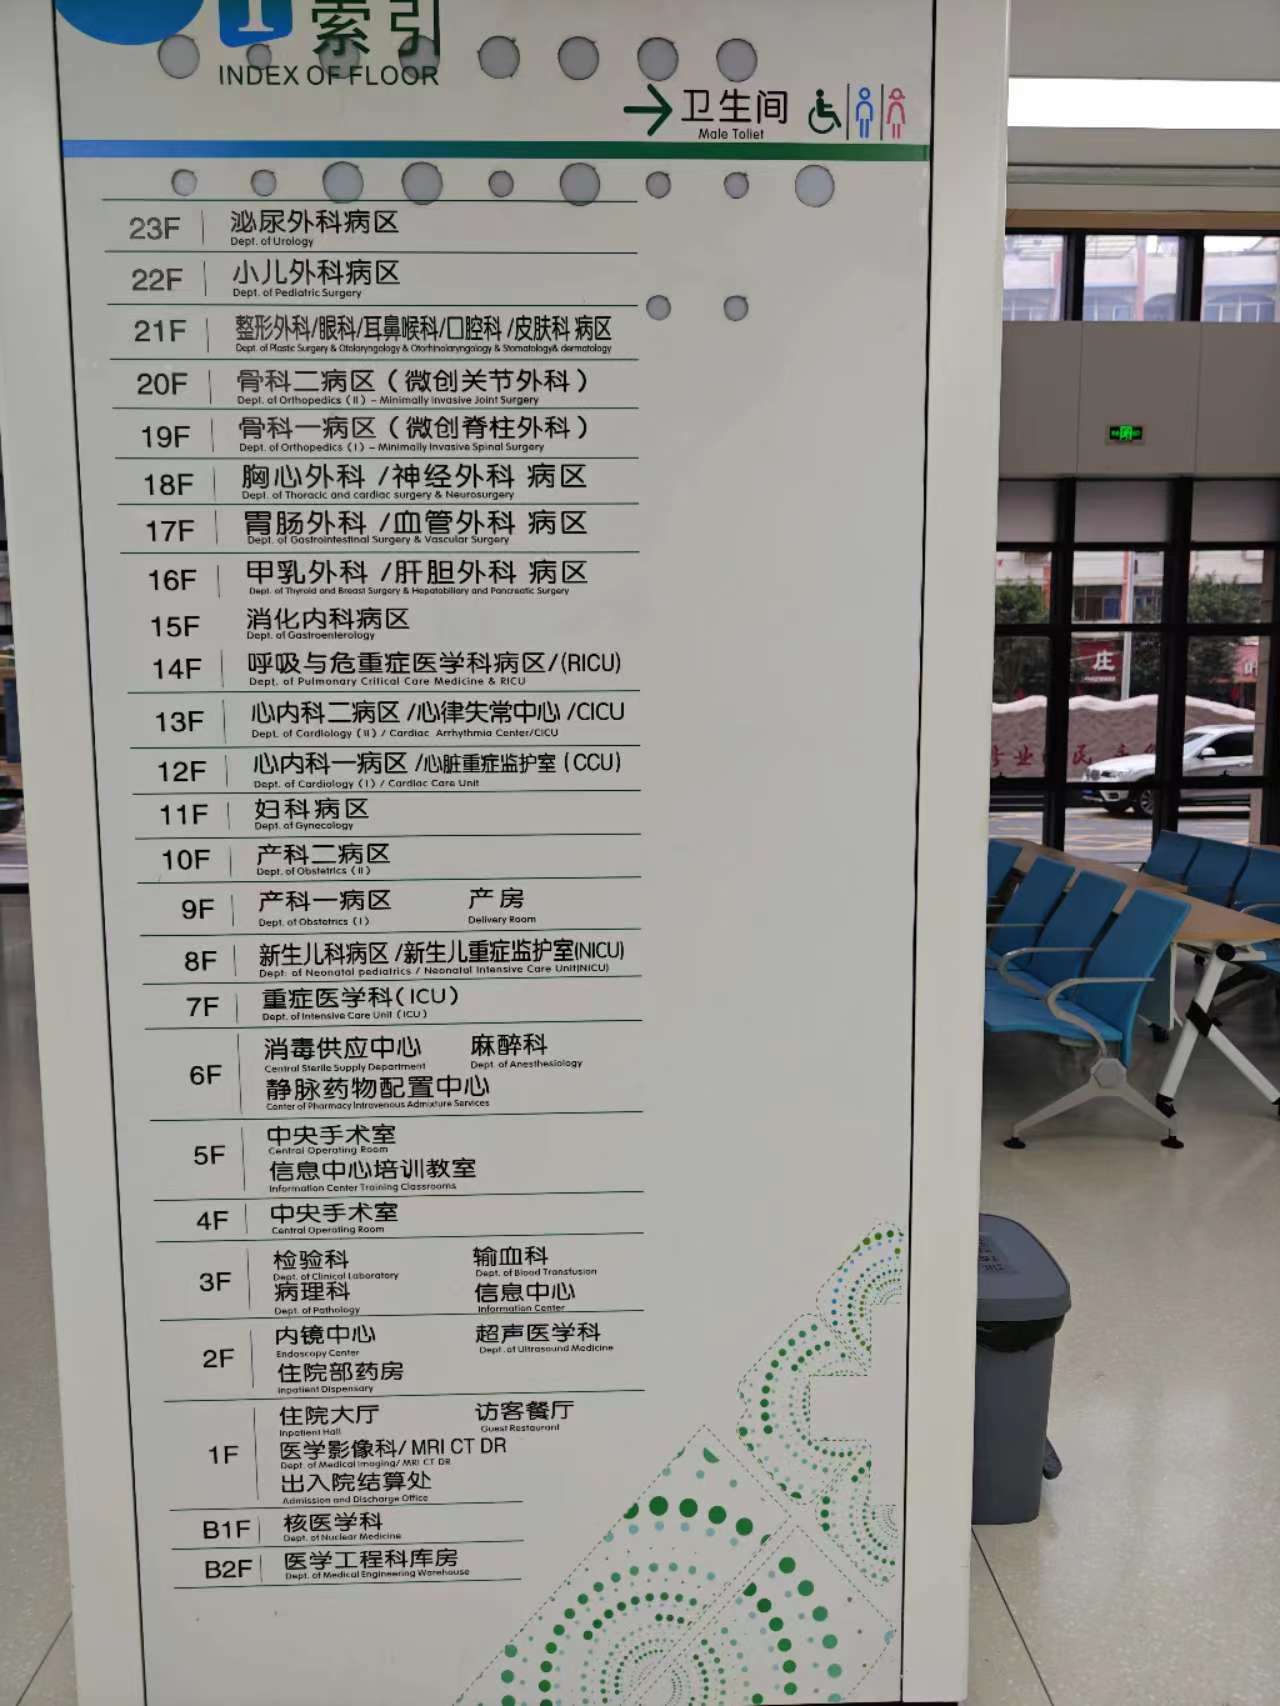 索引
INDEX OF FLOOR
卫生间
Male Toliet
23F 泌尿外科病区
Dept. of Urology
22F 小儿外科病区
Dept. of Pediatric Surgery
21F 整形外科/眼科/耳鼻喉科/口腔科/皮肤科 病区
Dept. of Plastic Surgery & Otolaryngology & Otorhinolaryngology & Stomatology& dermatology
20F 骨科二病区（微创关节外科）
Dept. of Orthopedics (II) - Minimally Invasive Joint Surgery
19F 骨科一病区（微创脊柱外科）
Dept. of Orthopedics (I) - Minimally Invasive Spinal Surgery
18F 胸心外科 /神经外科 病区
Dept. of Thoracic and cardiac surgery & Neurosurgery
17F 胃肠外科 /血管外科 病区
Dept. of Gastrointestinal Surgery & Vascular Surgery
16F 甲乳外科 /肝胆外科 病区
Dept. of Thyroid and Breast Surgery & Hepatobiliary and Pancreatic Surgery
15F 消化内科病区
Dept. of Gastroenterology
14F 呼吸与危重症医学科病区/(RICU)
Dept. of Pulmonary Critical Care Medicine & RICU
13F 心内科二病区 /心律失常中心 /CICU
Dept. of Cardiology (II) / Cardiac Arrhythmia Center/CICU
12F 心内科一病区 /心脏重症监护室 (CCU)
Dept. of Cardiology (I) / Cardiac Care Unit
11F 妇科病区
Dept. of Gynecology
10F 产科二病区
Dept. of Obstetrics (II)
9F 产科一病区 产房
Dept. of Obstetrics (I) Delivery Room
8F 新生儿科病区 /新生儿重症监护室(NICU)
Dept. of Neonatal pediatrics / Neonatal Intensive Care Unit(NICU)
7F 重症医学科(ICU)
Dept. of Intensive Care Unit (ICU)
6F 消毒供应中心 麻醉科
Central Sterile Supply Department Dept. of Anesthesiology
静脉药物配置中心
Center of Pharmacy Intravenous Admixture Services
5F 中央手术室
Central Operating Room
信息中心培训教室
Information Center Training Classrooms
4F 中央手术室
Central Operating Room
3F 检验科 输血科
Dept. of Clinical Laboratory Dept. of Blood Transfusion
病理科 信息中心
Dept. of Pathology Information Center
2F 内镜中心 超声医学科
Endoscopy Center Dept. of Ultrasound Medicine
住院部药房
Inpatient Dispensary
1F 住院大厅 访客餐厅
Inpatient Hall Guest Restaurant
医学影像科/ MRI CT DR
Dept. of Medical Imaging/ MRI CT DR
出入院结算处
Admission and Discharge Office
B1F 核医学科
Dept. of Nuclear Medicine
B2F 医学工程科库房
Dept. of Medical Engineering Warehouse
庄